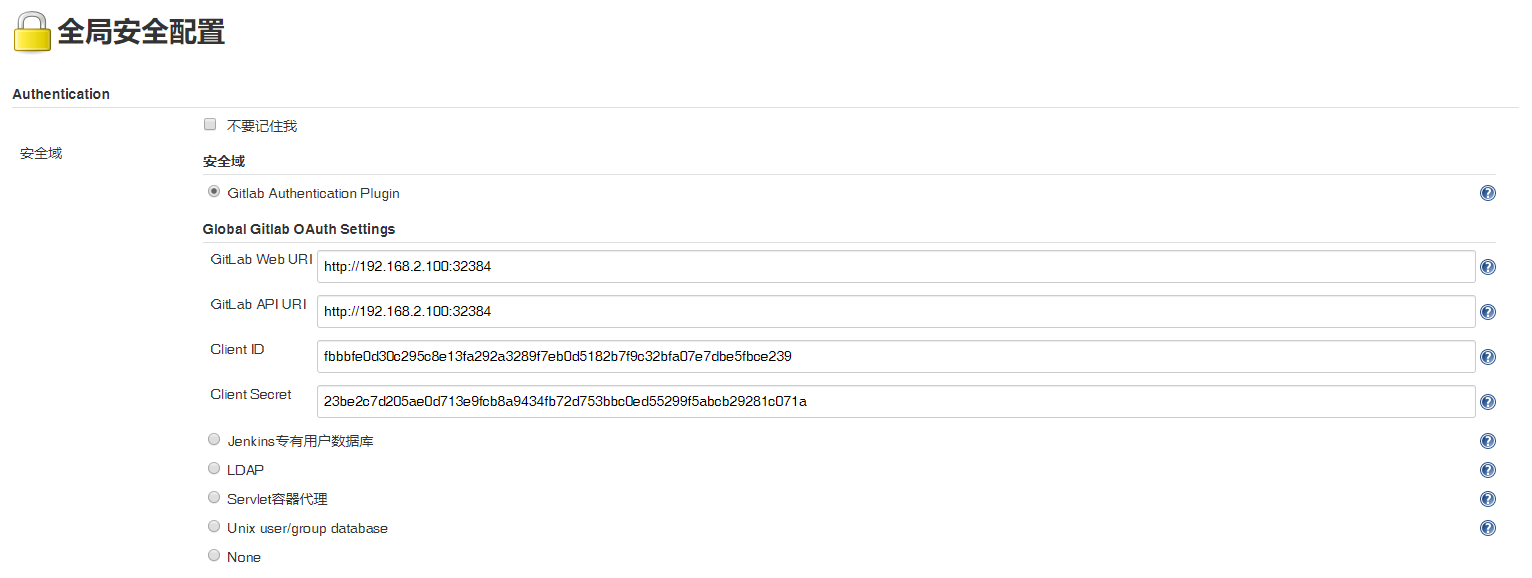 全局安全配置
Authentication
不要记住我
安全域
安全域
Gitlab Authentication Plugin
Global Gitlab OAuth Settings
GitLab Web URI http://192.168.2.100:32384
GitLab API URI http://192.168.2.100:32384
Client ID fbbbfe0d30c295c8e13fa292a3289f7eb0d5182b7f9c32bfa07e7dbe5fbce239
Client Secret 23be2c7d205ae0d713e9fcb8a9434fb72d753bbc0ed55299f5abcb29281c071a
Jenkins专有用户数据库
LDAP
Servlet容器代理
Unix user/group database
None